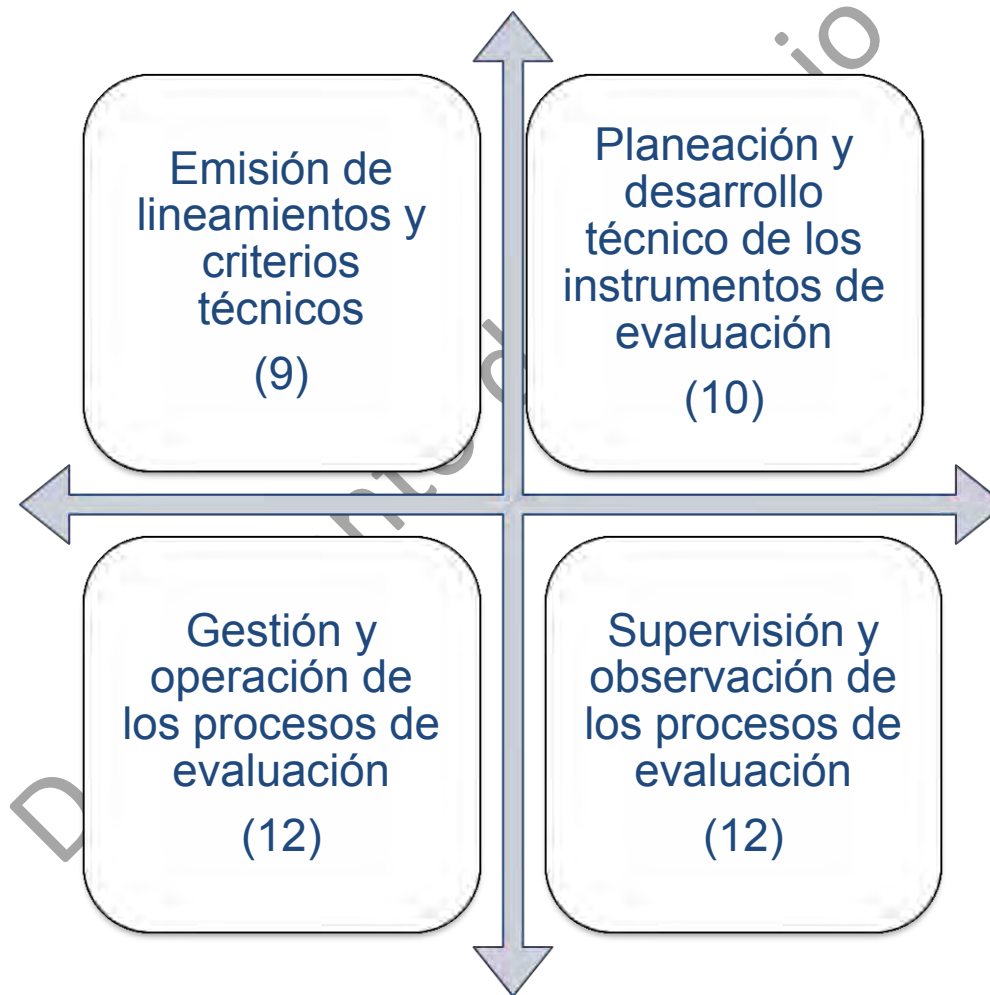 Emisión de
lineamientos y
criterios
técnicos
(9)
Planeación y
desarrollo
técnico de los
instrumentos de
evaluación
(10)
Gestión y
operación de
los procesos de
evaluación
(12)
Supervisión y
observación de
los procesos de
evaluación
(12)